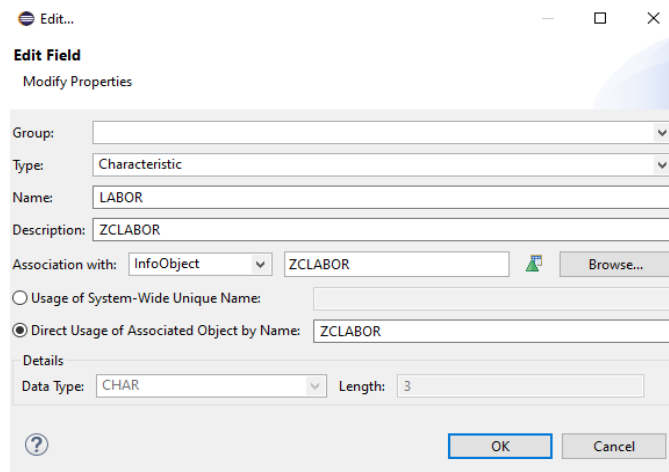 Edit...
Edit Field
Modify Properties
Group:
Type: Characteristic
Name: LABOR
Description: ZCLABOR
Association with: InfoObject ZCLABOR Browse...
Usage of System-Wide Unique Name:
Direct Usage of Associated Object by Name: ZCLABOR
Details
Data Type: CHAR Length: 3
? OK Cancel